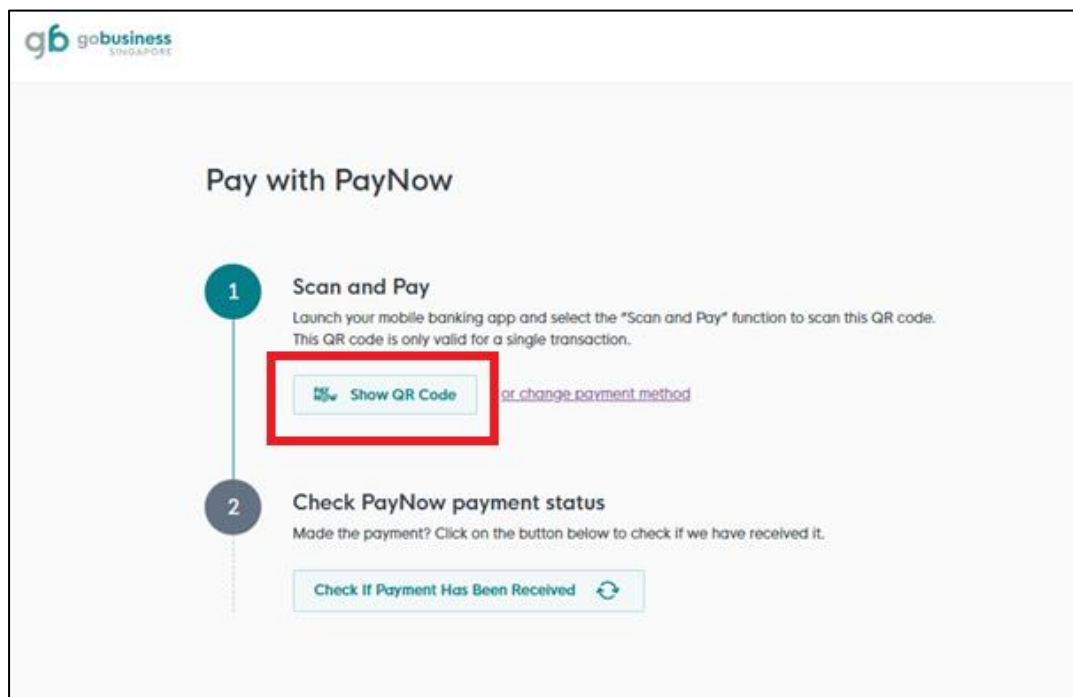 gb gobusiness
SINGAPORE
Pay with PayNow
1
Scan and Pay
Launch your mobile banking app and select the "Scan and Pay" function to scan this QR code.
This QR code is only valid for a single transaction.
PAY NOW Show QR Code or change payment method
2
Check PayNow payment status
Made the payment? Click on the button below to check if we have received it.
Check If Payment Has Been Received